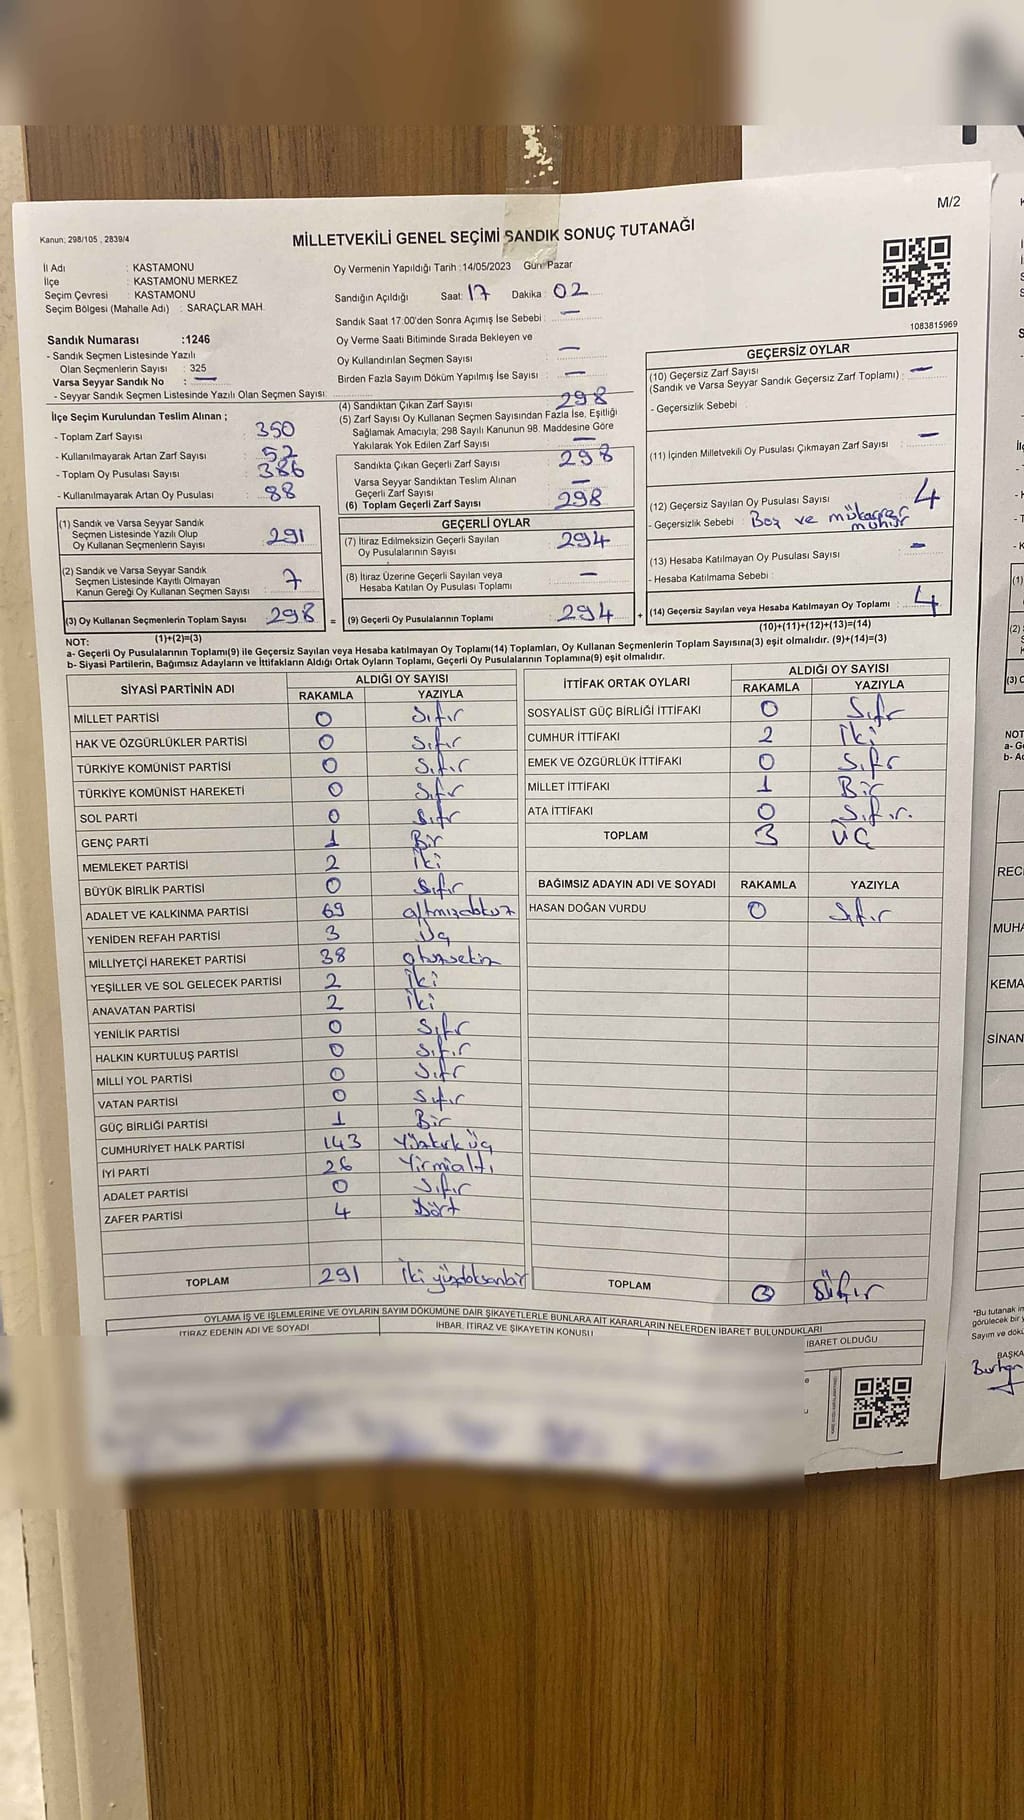 M/2
Kanun; 298/105 , 2839/4
MİLLETVEKİLİ GENEL SEÇİMİ SANDIK SONUÇ TUTANAĞI
İl Adı : KASTAMONU
İlçe : KASTAMONU MERKEZ
Seçim Çevresi : KASTAMONU
Seçim Bölgesi (Mahalle Adı) : SARAÇLAR MAH.
Sandık Numarası :1246
- Sandık Seçmen Listesinde Yazılı
Olan Seçmenlerin Sayısı : 325
Varsa Seyyar Sandık No : —
- Seyyar Sandık Seçmen Listesinde Yazılı Olan Seçmen Sayısı:
Oy Vermenin Yapıldığı Tarih :14/05/2023 Gün: Pazar
Sandığın Açıldığı Saat: 17 Dakika : 02
Sandık Saat 17:00'den Sonra Açımış İse Sebebi : —
Oy Verme Saati Bitiminde Sırada Bekleyen ve
Oy Kullandırılan Seçmen Sayısı : —
Birden Fazla Sayım Döküm Yapılmış İse Sayısı : —
1083815969
İlçe Seçim Kurulundan Teslim Alınan ;
- Toplam Zarf Sayısı : 350
- Kullanılmayarak Artan Zarf Sayısı : 52
- Toplam Oy Pusulası Sayısı : 386
- Kullanılmayarak Artan Oy Pusulası : 88
(1) Sandık ve Varsa Seyyar Sandık
Seçmen Listesinde Yazılı Olup
Oy Kullanan Seçmenlerin Sayısı : 291
(2) Sandık ve Varsa Seyyar Sandık
Seçmen Listesinde Kayıtlı Olmayan
Kanun Gereği Oy Kullanan Seçmen Sayısı : 7
(3) Oy Kullanan Seçmenlerin Toplam Sayısı : 298 =
(4) Sandıktan Çıkan Zarf Sayısı : 298
(5) Zarf Sayısı Oy Kullanan Seçmen Sayısından Fazla İse, Eşitliği
Sağlamak Amacıyla; 298 Sayılı Kanunun 98. Maddesine Göre
Yakılarak Yok Edilen Zarf Sayısı : —
Sandıkta Çıkan Geçerli Zarf Sayısı : 298
Varsa Seyyar Sandıktan Teslim Alınan
Geçerli Zarf Sayısı : —
(6) Toplam Geçerli Zarf Sayısı : 298
GEÇERLİ OYLAR
(7) İtiraz Edilmeksizin Geçerli Sayılan
Oy Pusulalarının Sayısı : 294
(8) İtiraz Üzerine Geçerli Sayılan veya
Hesaba Katılan Oy Pusulası Toplamı : —
(9) Geçerli Oy Pusulalarının Toplamı : 294 +
GEÇERSİZ OYLAR
(10) Geçersiz Zarf Sayısı
(Sandık ve Varsa Seyyar Sandık Geçersiz Zarf Toplamı) : —
- Geçersizlik Sebebi :
(11) İçinden Milletvekili Oy Pusulası Çıkmayan Zarf Sayısı : —
(12) Geçersiz Sayılan Oy Pusulası Sayısı : 4
- Geçersizlik Sebebi : Boş ve mükerrer mühür
(13) Hesaba Katılmayan Oy Pusulası Sayısı : —
- Hesaba Katılmama Sebebi :
(14) Geçersiz Sayılan veya Hesaba Katılmayan Oy Toplamı : 4
(10)+(11)+(12)+(13)=(14)
NOT: (1)+(2)=(3)
a- Geçerli Oy Pusulalarının Toplamı(9) ile Geçersiz Sayılan veya Hesaba katılmayan Oy Toplamı(14) Toplamları, Oy Kullanan Seçmenlerin Toplam Sayısına(3) eşit olmalıdır. (9)+(14)=(3)
b- Siyasi Partilerin, Bağımsız Adayların ve İttifakların Aldığı Ortak Oyların Toplamı, Geçerli Oy Pusulalarının Toplamına(9) eşit olmalıdır.
SİYASİ PARTİNİN ADI ALDIĞI OY SAYISI
RAKAMLA YAZIYLA
MİLLET PARTİSİ 0 Sıfır
HAK VE ÖZGÜRLÜKLER PARTİSİ 0 Sıfır
TÜRKİYE KOMÜNİST PARTİSİ 0 Sıfır
TÜRKİYE KOMÜNİST HAREKETİ 0 Sıfır
SOL PARTİ 0 Sıfır
GENÇ PARTİ 1 Bir
MEMLEKET PARTİSİ 2 İki
BÜYÜK BİRLİK PARTİSİ 0 Sıfır
ADALET VE KALKINMA PARTİSİ 69 altmışdokuz
YENİDEN REFAH PARTİSİ 3 Üç
MİLLİYETÇİ HAREKET PARTİSİ 38 otuzsekiz
YEŞİLLER VE SOL GELECEK PARTİSİ 2 İki
ANAVATAN PARTİSİ 2 İki
YENİLİK PARTİSİ 0 Sıfır
HALKIN KURTULUŞ PARTİSİ 0 Sıfır
MİLLİ YOL PARTİSİ 0 Sıfır
VATAN PARTİSİ 0 Sıfır
GÜÇ BİRLİĞİ PARTİSİ 1 Bir
CUMHURİYET HALK PARTİSİ 143 Yüzkırküç
İYİ PARTİ 26 Yirmialtı
ADALET PARTİSİ 0 Sıfır
ZAFER PARTİSİ 4 Dört
TOPLAM 291 İkiyüzdoksanbir
İTTİFAK ORTAK OYLARI ALDIĞI OY SAYISI
RAKAMLA YAZIYLA
SOSYALİST GÜÇ BİRLİĞİ İTTİFAKI 0 Sıfır
CUMHUR İTTİFAKI 2 İki
EMEK VE ÖZGÜRLÜK İTTİFAKI 0 Sıfır
MİLLET İTTİFAKI 1 Bir
ATA İTTİFAKI 0 Sıfır.
TOPLAM 3 ÜÇ
BAĞIMSIZ ADAYIN ADI VE SOYADI RAKAMLA YAZIYLA
HASAN DOĞAN VURDU 0 Sıfır
TOPLAM 0 Sıfır
OYLAMA İŞ VE İŞLEMLERİNE VE OYLARIN SAYIM DÖKÜMÜNE DAİR ŞİKAYETLERLE BUNLARA AİT KARARLARIN NELERDEN İBARET BULUNDUKLARI
İTİRAZ EDENİN ADI VE SOYADI İHBAR, İTİRAZ VE ŞİKAYETİN KONUSU İBARET OLDUĞU
NOT
a- G
b- A
REC
MUHA
KEMA
SİNAN
*Bu tutanak
görülecek bir
Sayım ve dök
BAŞKA
Burhan